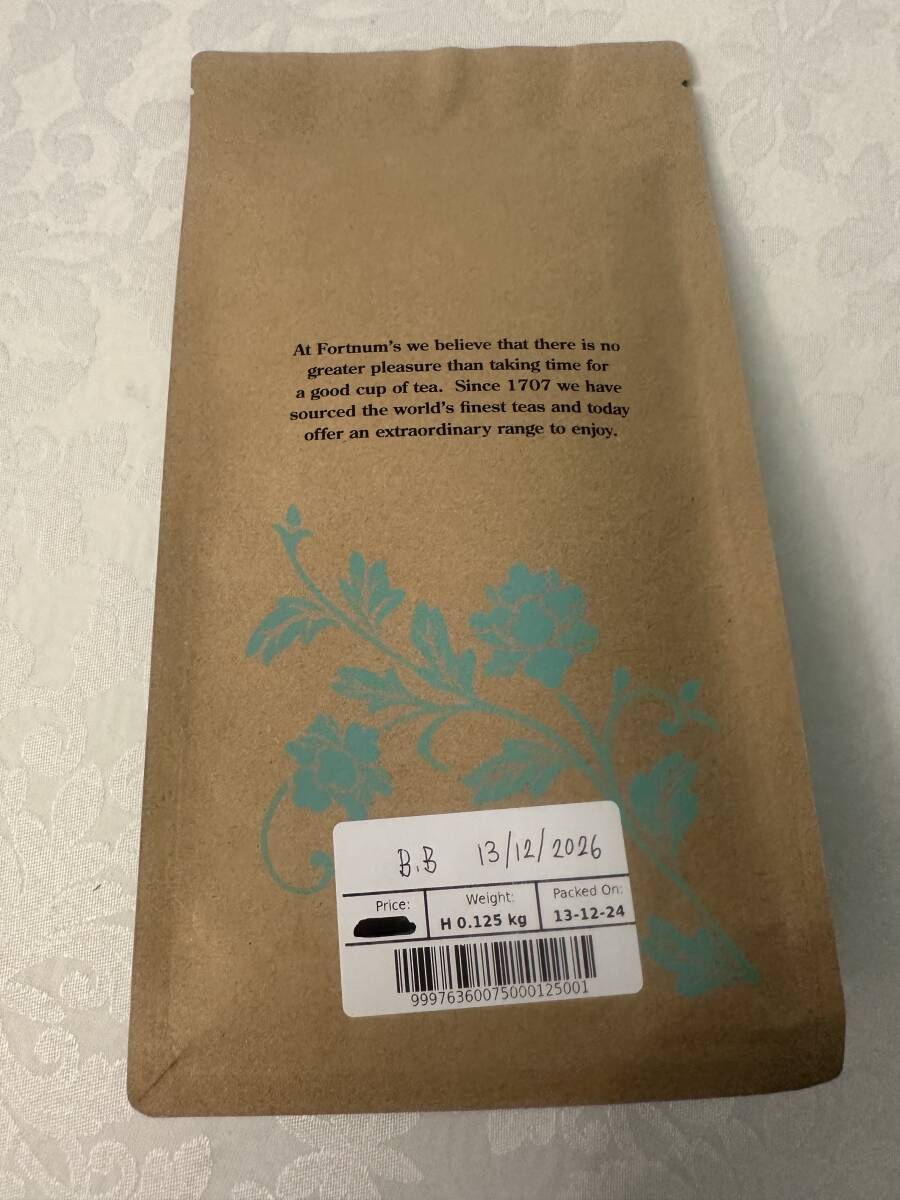 At Fortnum's we believe that there is no
greater pleasure than taking time for
a good cup of tea. Since 1707 we have
sourced the world's finest teas and today
offer an extraordinary range to enjoy.
B.B 13/12/2026
Price: Weight: Packed On:
H 0.125 kg 13-12-24
99976360075000125001